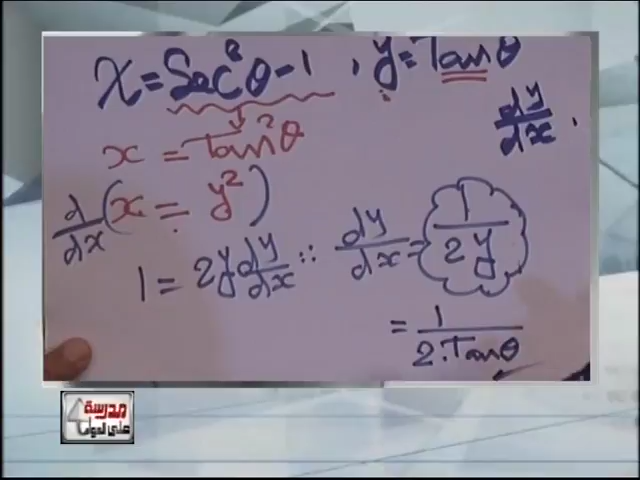 x = Sec²θ - 1 , y = Tanθ
dy/dx .
x = Tan²θ
d/dx (x = y²)
1 = 2y dy/dx ∷ dy/dx = 1/2y
= 1/2.Tanθ
مدرسة
على الهواء